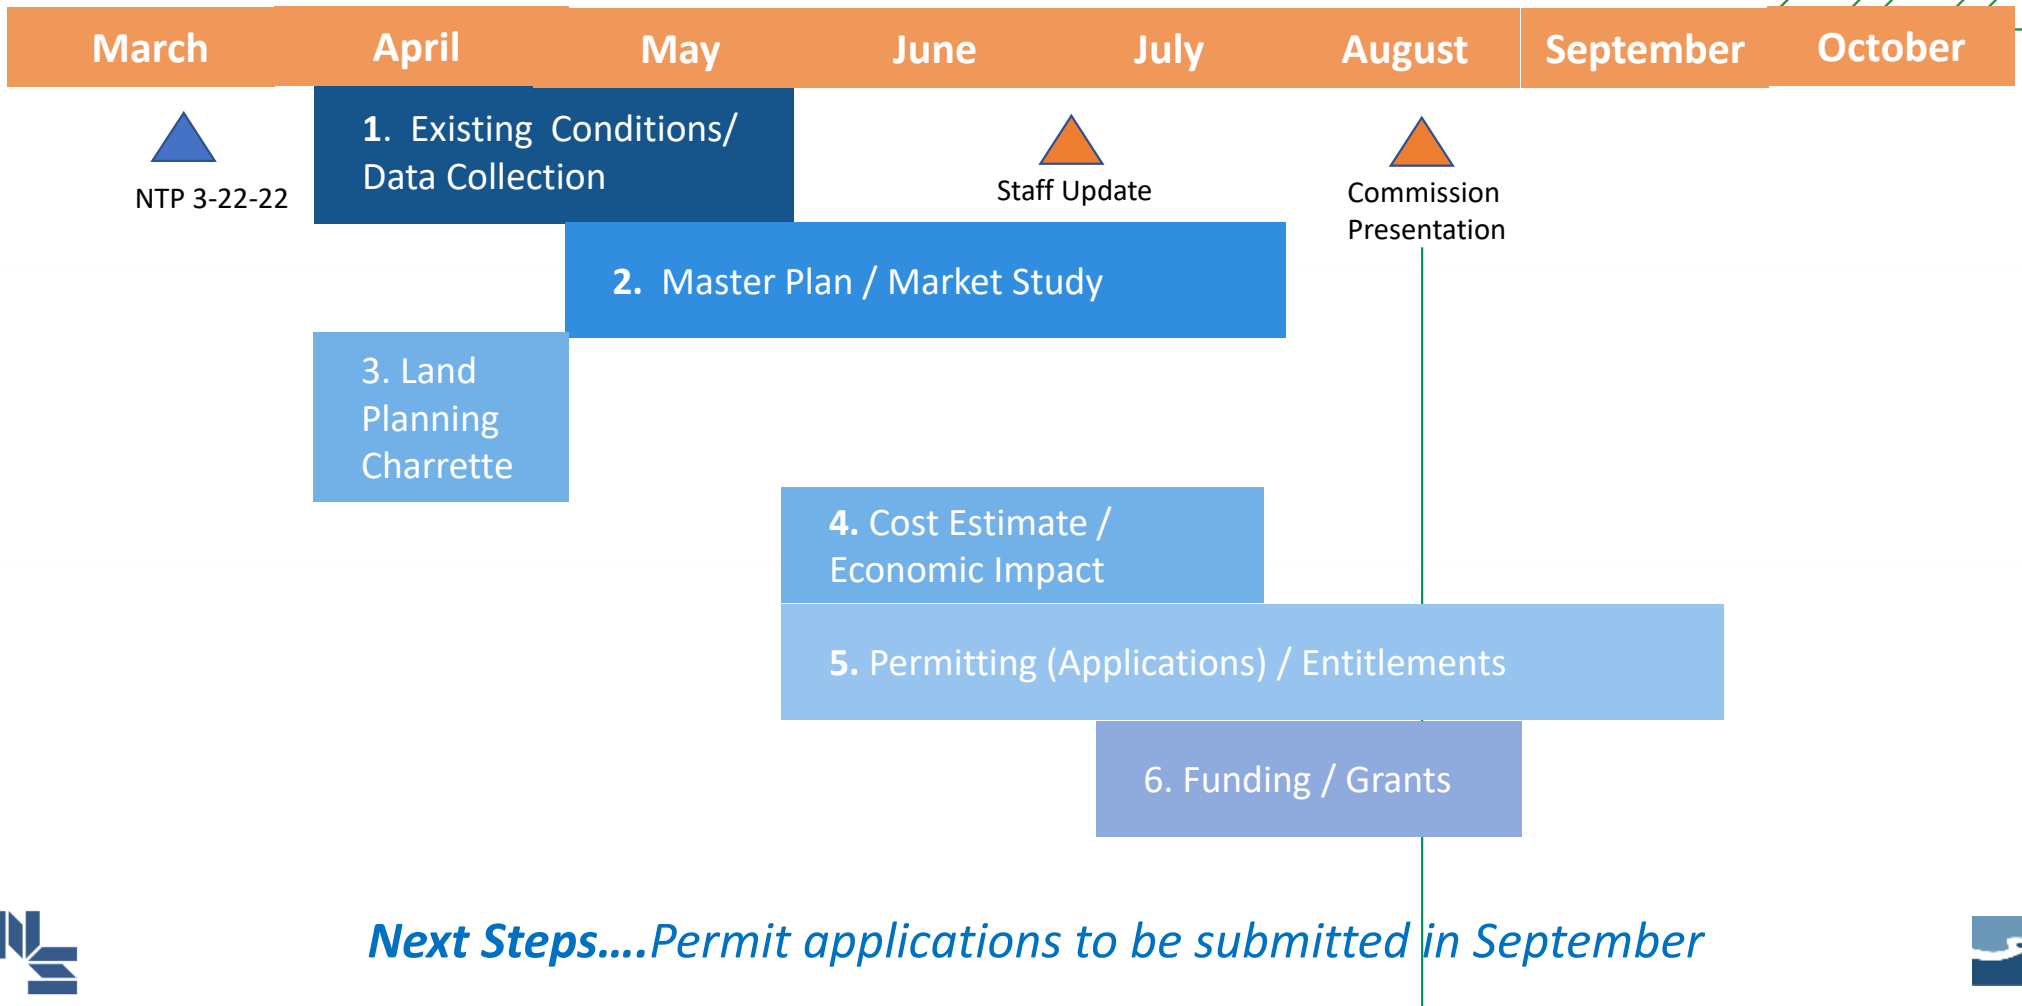 March April May June July August September October
NTP 3-22-22
1. Existing Conditions/
Data Collection
Staff Update
Commission
Presentation
2. Master Plan / Market Study
3. Land
Planning
Charrette
4. Cost Estimate /
Economic Impact
5. Permitting (Applications) / Entitlements
6. Funding / Grants
Next Steps....Permit applications to be submitted in September